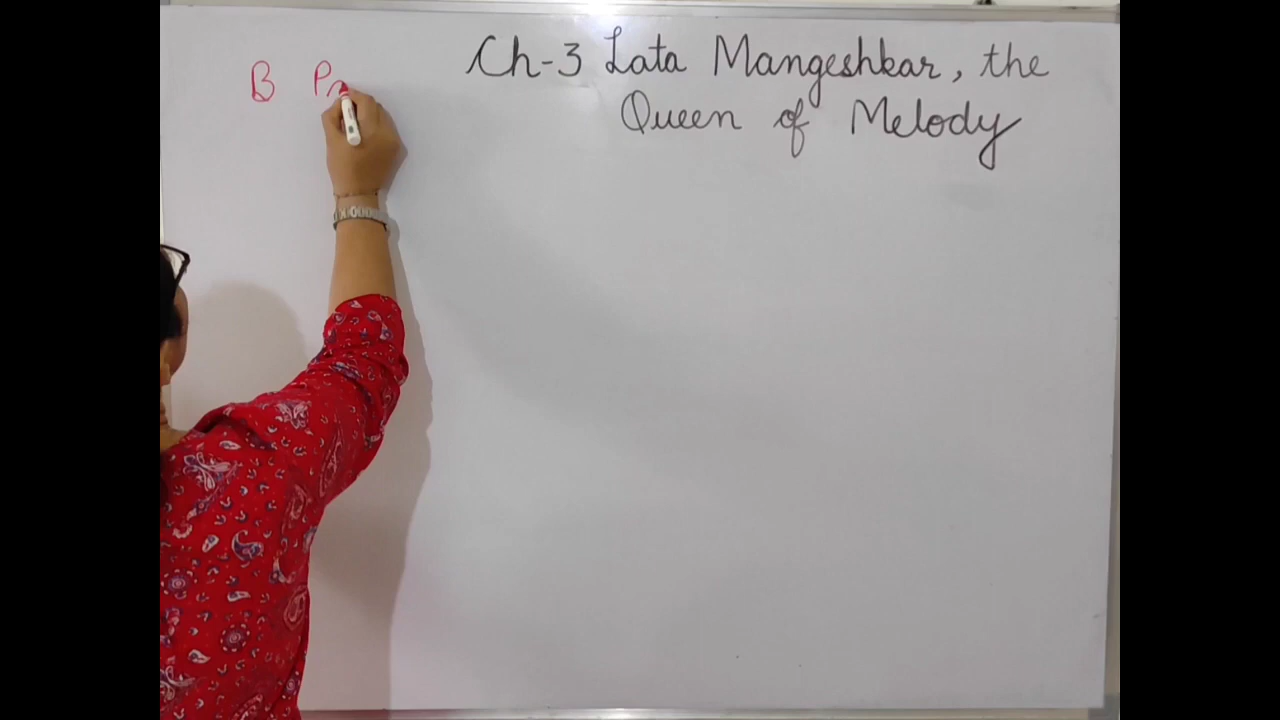 Ch-3 Lata Mangeshkar, the
Queen of Melody
B